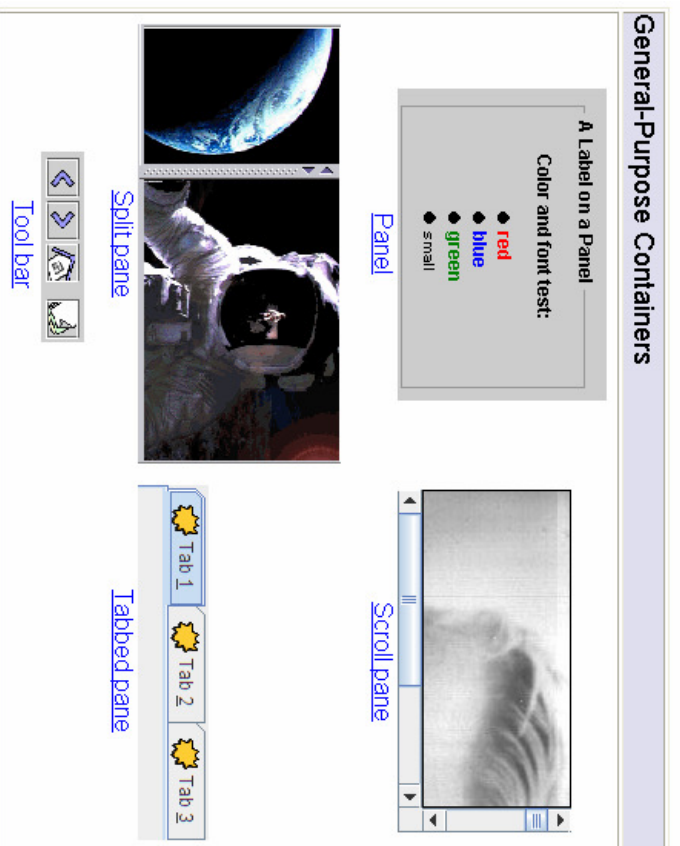 General-Purpose Containers
A Label on a Panel
Color and font test:
red
blue
green
small
Panel
Scroll pane
Split pane
Tab 1
Tab 2
Tab 3
Tabbed pane
Tool bar